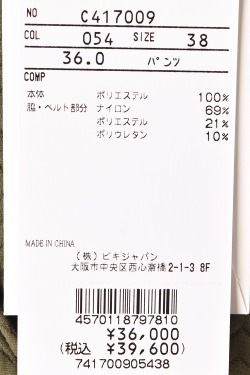 NO C417009
COL 054 SIZE 38
36.0 パンツ
COMP
本体 ポリエステル 100%
脇・ベルト部分 ナイロン 69%
ポリエステル 21%
ポリウレタン 10%
MADE IN CHINA
(株) ビキジャパン
大阪市中央区西心斎橋2-1-3 8F
4570118797810
¥36,000
(税込 ¥39,600)
741700905438